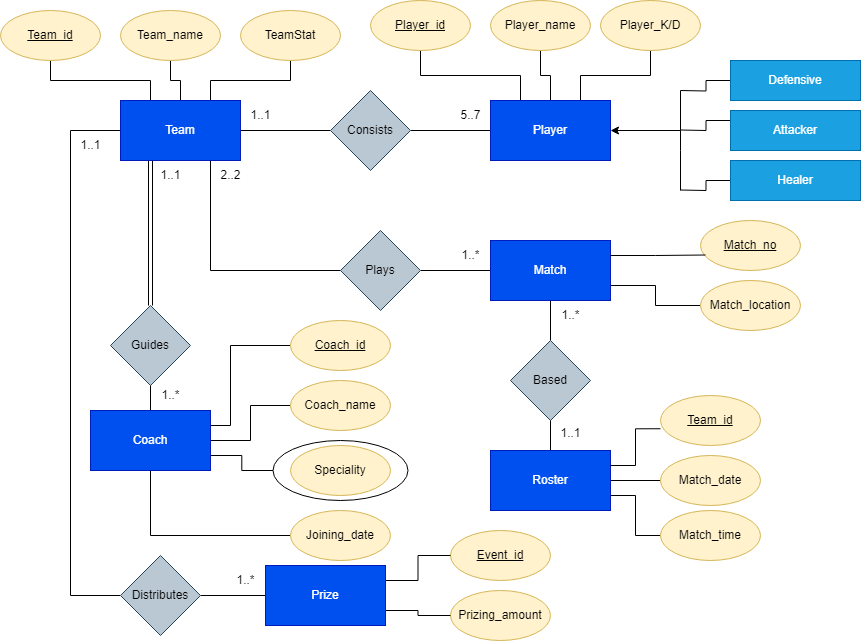 Team_id
Team_name
TeamStat
Player_id
Player_name
Player_K/D
Defensive
Team
1..1
Consists
5..7
Player
Attacker
1..1
1..1
2..2
Healer
Plays
1..*
Match
Match_no
Match_location
1..*
Guides
Coach_id
Based
1..*
Coach_name
Team_id
Coach
1..1
Speciality
Roster
Match_date
Joining_date
Match_time
Event_id
1..*
Distributes
Prize
Prizing_amount